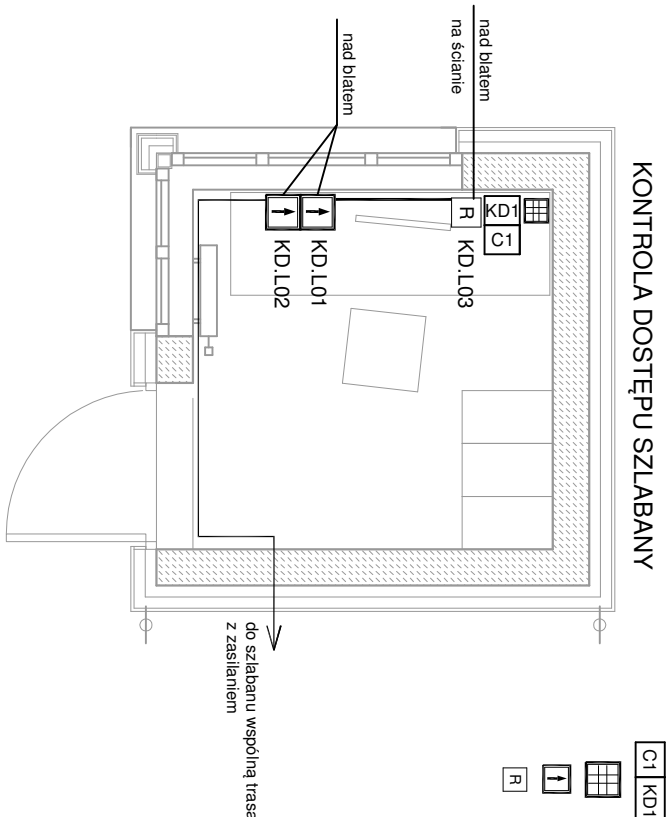 KONTROLA DOSTĘPU SZLABANY
nad blatem
na ścianie
nad blatem
R
KD1
C1
KD.L03
KD.L01
KD.L02
do szlabanu wspólną trasą
z zasilaniem
C1
KD1
R